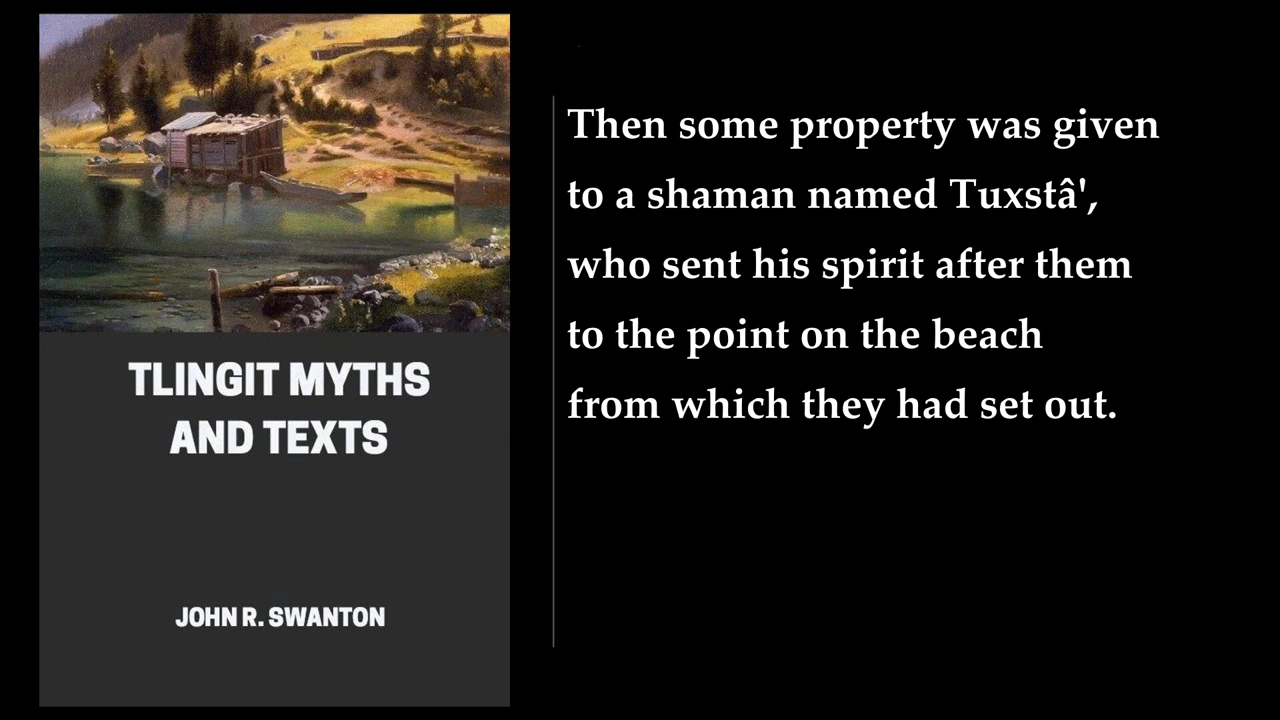 TLINGIT MYTHS
AND TEXTS
JOHN R. SWANTON
Then some property was given
to a shaman named Tuxstâ',
who sent his spirit after them
to the point on the beach
from which they had set out.